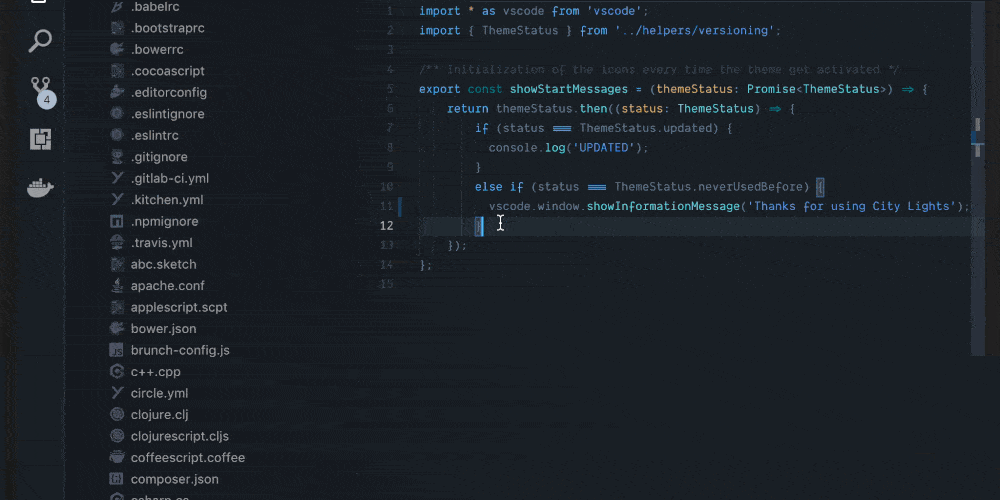 .babelrc
.bootstraprc
.bowerrc
.cocoascript
.editorconfig
.eslintignore
.eslintrc
.gitignore
.gitlab-ci.yml
.kitchen.yml
.npmignore
.travis.yml
abc.sketch
apache.conf
applescript.scpt
bower.json
brunch-config.js
c++.cpp
circle.yml
clojure.clj
clojurescript.cljs
coffeescript.coffee
composer.json
csharp.cs
4
1 import * as vscode from 'vscode';
2 import { ThemeStatus } from '../helpers/versioning';
3
4 /** Initialization of the icons every time the theme get activated */
5 export const showStartMessages = (themeStatus: Promise<ThemeStatus>) => {
6 return themeStatus.then((status: ThemeStatus) => {
7 if (status === ThemeStatus.updated) {
8 console.log('UPDATED');
9 }
10 else if (status === ThemeStatus.neverUsedBefore) {
11 vscode.window.showInformationMessage('Thanks for using City Lights');
12 }
13 });
14 };
15